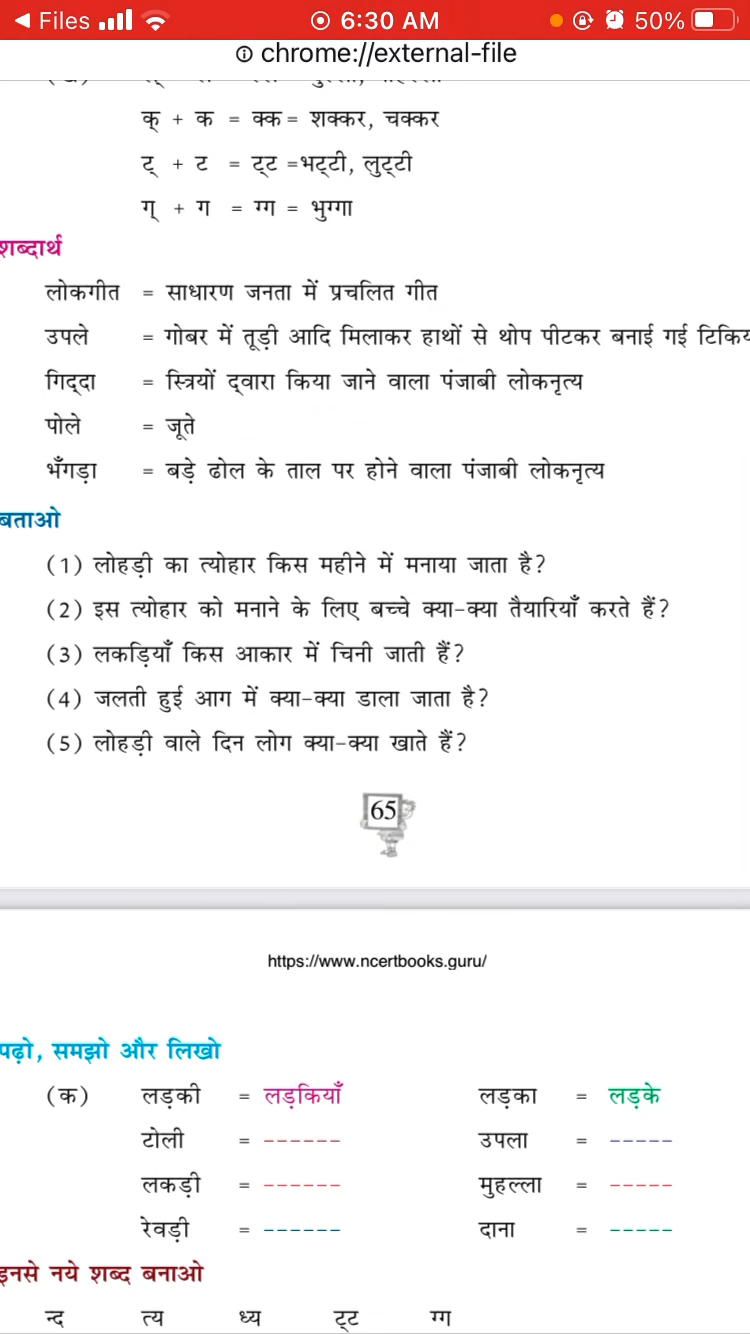 Files 6:30 AM 50%
chrome://external-file
क् + क = क्क = शक्कर, चक्कर
ट् + ट = ट्ट =भट्टी, लुट्टी
ग् + ग = ग्ग = भुग्गा
शब्दार्थ
लोकगीत = साधारण जनता में प्रचलित गीत
उपले = गोबर में तूड़ी आदि मिलाकर हाथों से थोप पीटकर बनाई गई
गिद्दा = स्त्रियों द्वारा किया जाने वाला पंजाबी लोकनृत्य
पोले = जूते
भँगड़ा = बड़े ढोल के ताल पर होने वाला पंजाबी लोकनृत्य
बताओ
(1) लोहड़ी का त्योहार किस महीने में मनाया जाता है?
(2) इस त्योहार को मनाने के लिए बच्चे क्या-क्या तैयारियाँ करते हैं?
(3) लकड़ियाँ किस आकार में चिनी जाती हैं?
(4) जलती हुई आग में क्या-क्या डाला जाता है?
(5) लोहड़ी वाले दिन लोग क्या-क्या खाते हैं?
65
https://www.ncertbooks.guru/
पढ़ो, समझो और लिखो
(क) लड़की = लड़कियाँ लड़का = लड़के
टोली = ------ उपला = -----
लकड़ी = ------ मुहल्ला = -----
रेवड़ी = ------ दाना = -----
इनसे नये शब्द बनाओ
न्द त्य ध्य ट्ट ग्ग